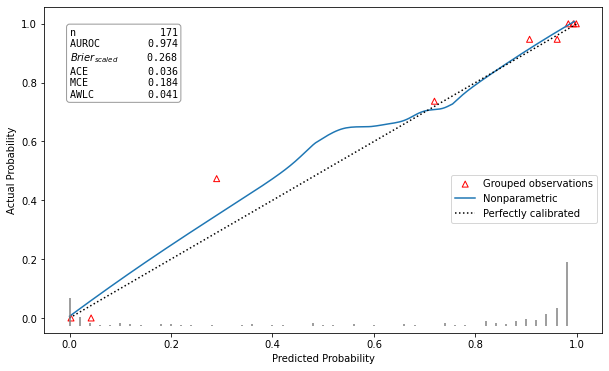 n 171
AUROC 0.974
Brier_scaled 0.268
ACE 0.036
MCE 0.184
AWLC 0.041
Grouped observations
Nonparametric
Perfectly calibrated
Actual Probability
1.0
0.8
0.6
0.4
0.2
0.0
0.0 0.2 0.4 0.6 0.8 1.0
Predicted Probability